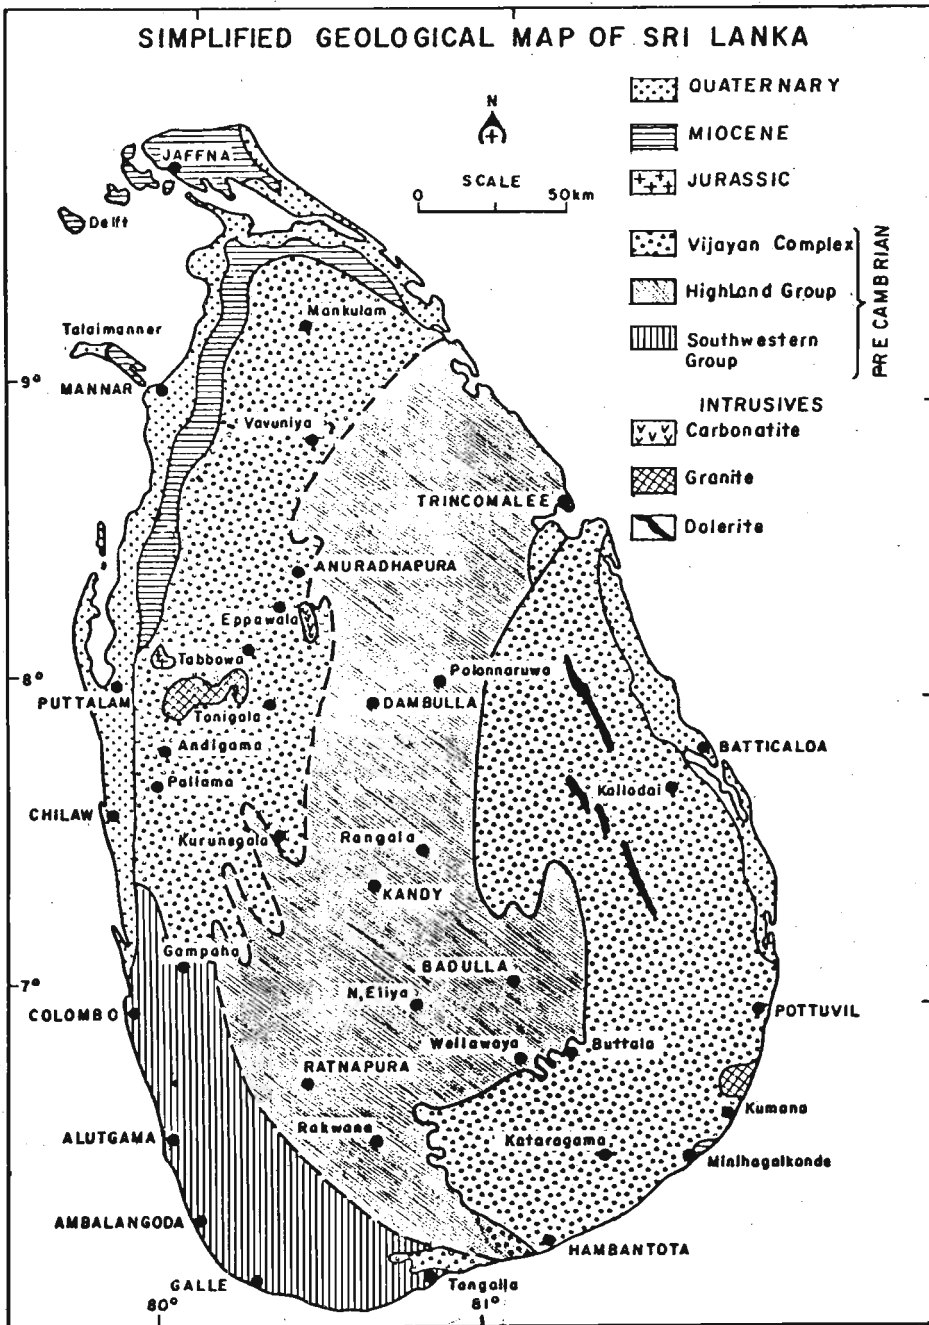 SIMPLIFIED GEOLOGICAL MAP OF SRI LANKA
N
SCALE
0 50km
QUATERNARY
MIOCENE
JURASSIC
Vijayan Complex
Highland Group
Southwestern
Group
PRECAMBRIAN
INTRUSIVES
Carbonatite
Granite
Dolerite
JAFFNA
Delft
Mankulam
Talaimanner
9°
MANNAR
Vavuniya
TRINCOMALEE
ANURADHAPURA
Eppawala
Tabbowa
Polonnaruwa
8°
PUTTALAM
DAMBULLA
Tonigala
Andigama
BATTICALOA
Pallama
Kallodai
CHILAW
Kurunegala
Rangala
KANDY
Gampaha
BADULLA
7°
N,Eliya
COLOMBO
POTTUVIL
Wellawaya
Buttala
RATNAPURA
Kumana
Rakwana
ALUTGAMA
Kataragama
Minihagalkande
AMBALANGODA
HAMBANTOTA
GALLE
Tangalla
80°
81°